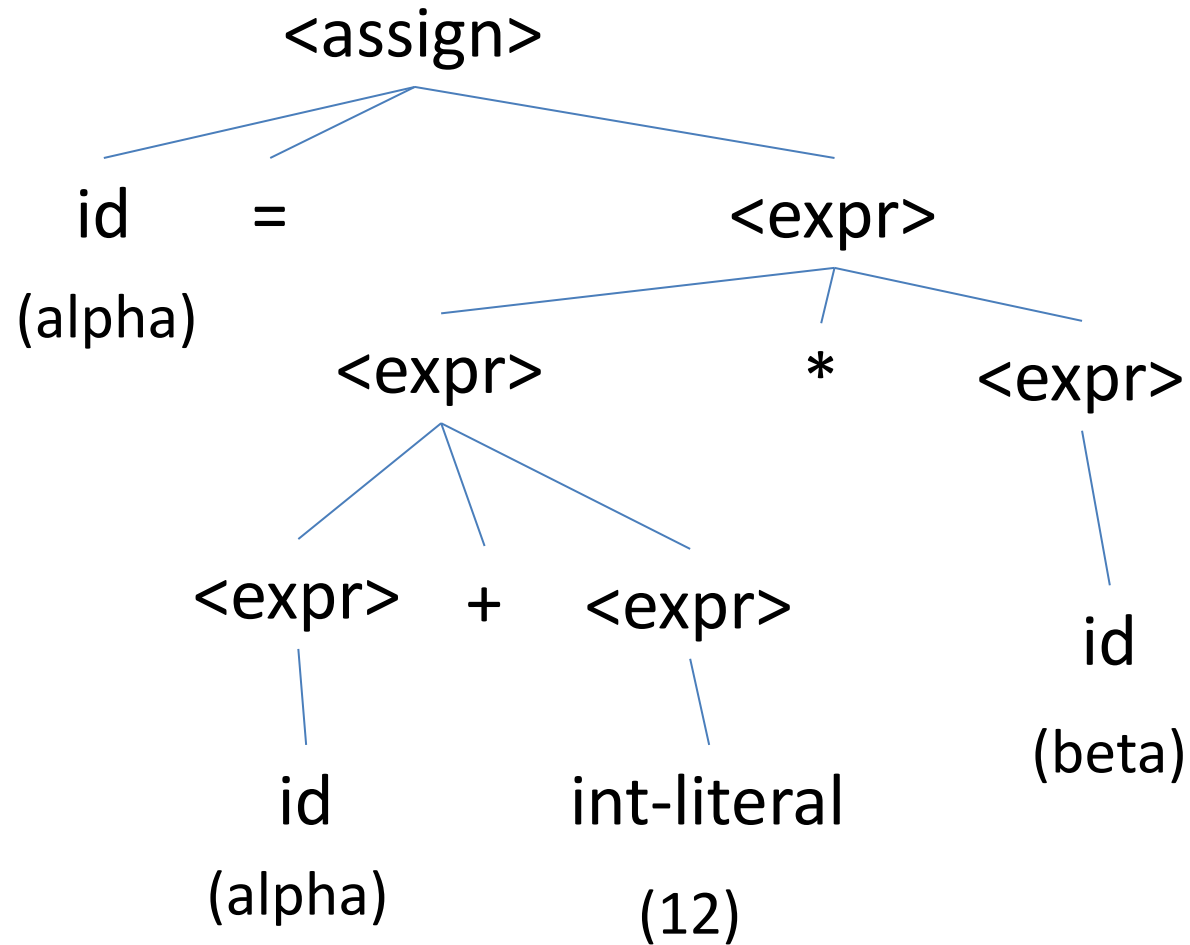 <assign>
id = <expr>
(alpha)
<expr> * <expr>
<expr> + <expr>
id
(beta)
id int-literal
(alpha) (12)